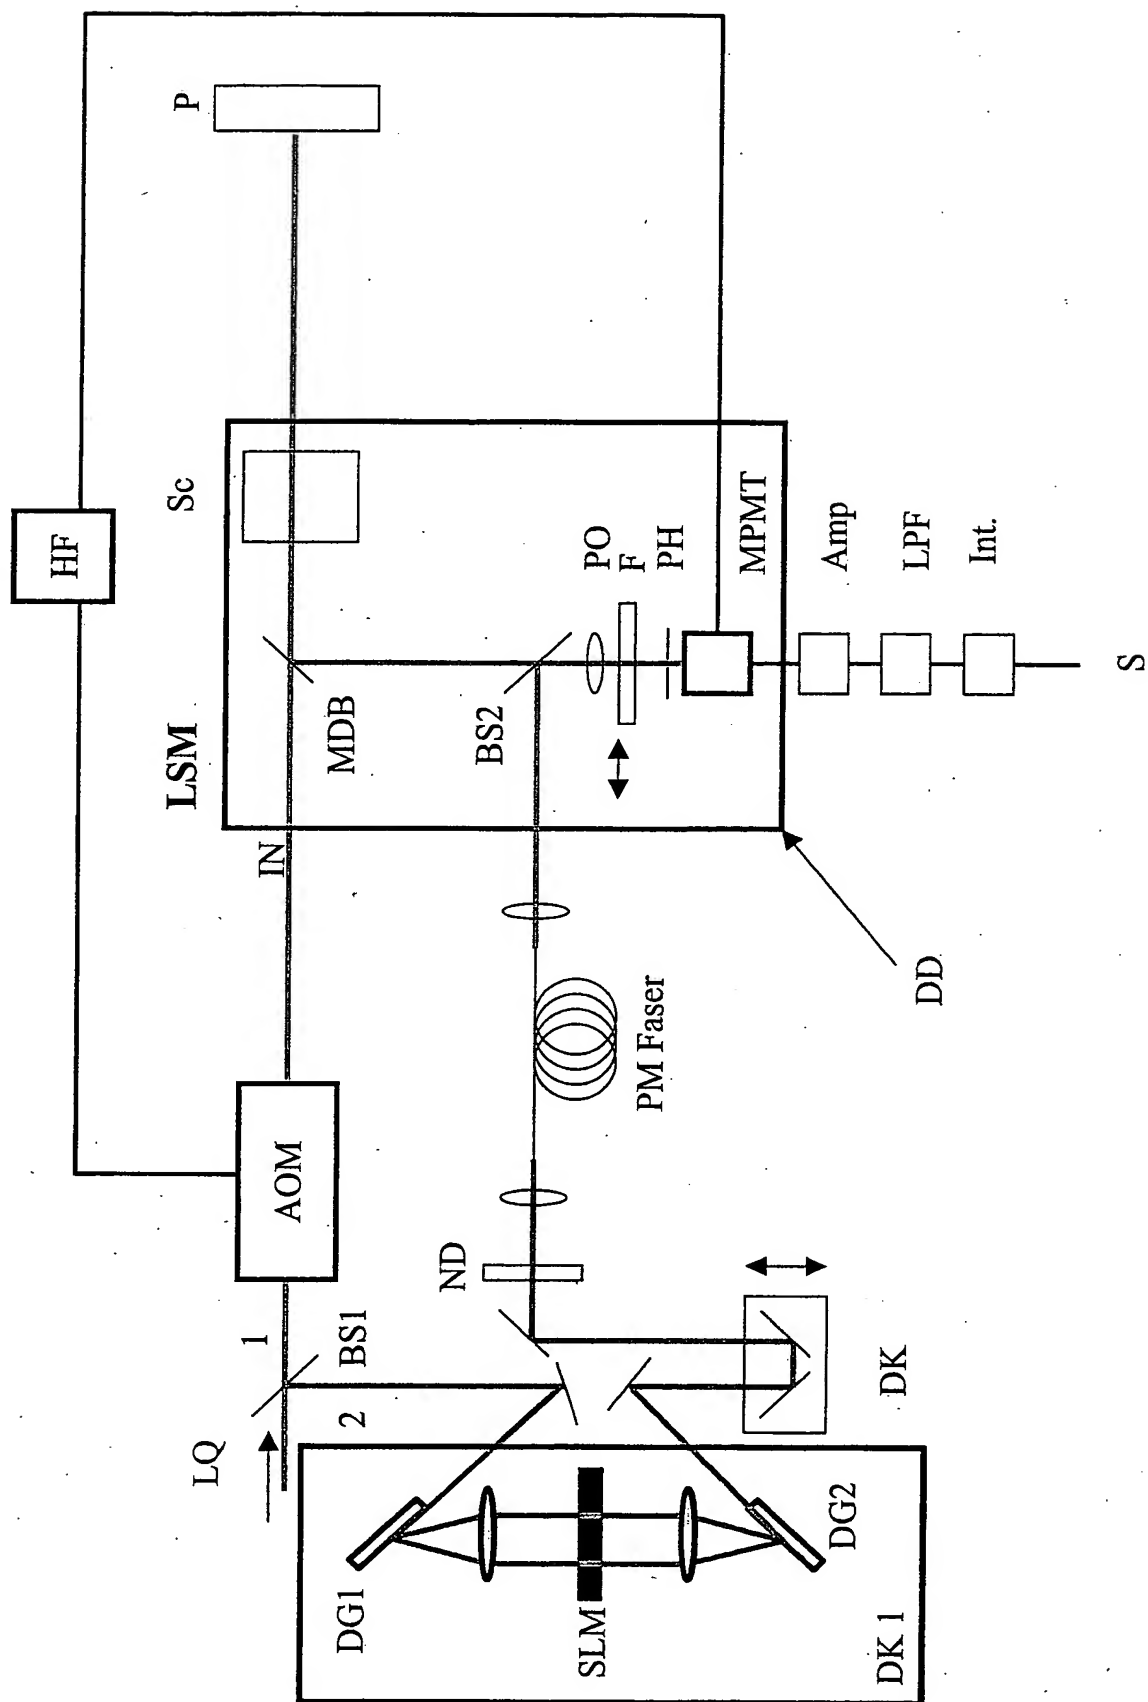 HF
P
Sc
LSM
MDB
BS2
PO
F
PH
MPMT
Amp
LPF
Int.
S
IN
DD
AOM
PM Faser
ND
1
BS1
2
LQ
DK
DG1
SLM
DG2
DK 1